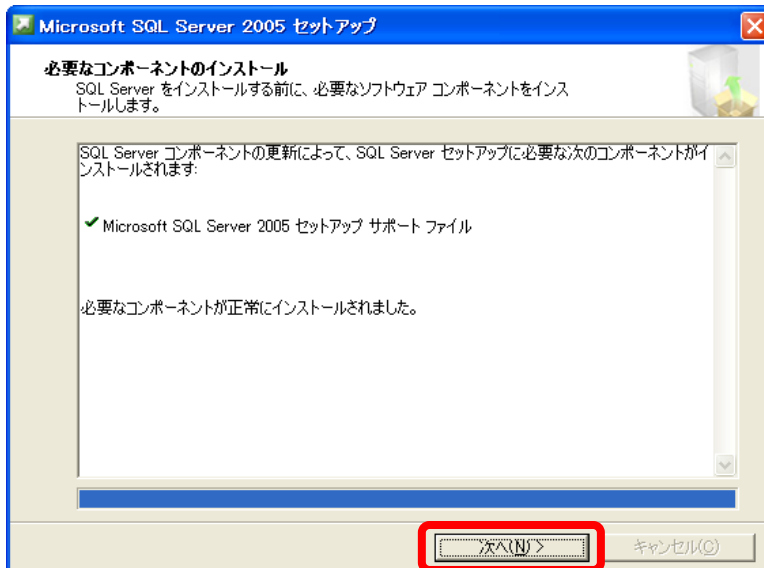 Microsoft SQL Server 2005 セットアップ
必要なコンポーネントのインストール
SQL Server をインストールする前に、必要なソフトウェア コンポーネントをインス
トールします。
SQL Server コンポーネントの更新によって、SQL Server セットアップに必要な次のコンポーネントがイ
ンストールされます:
Microsoft SQL Server 2005 セットアップ サポート ファイル
必要なコンポーネントが正常にインストールされました。
次へ(N) >
キャンセル(C)